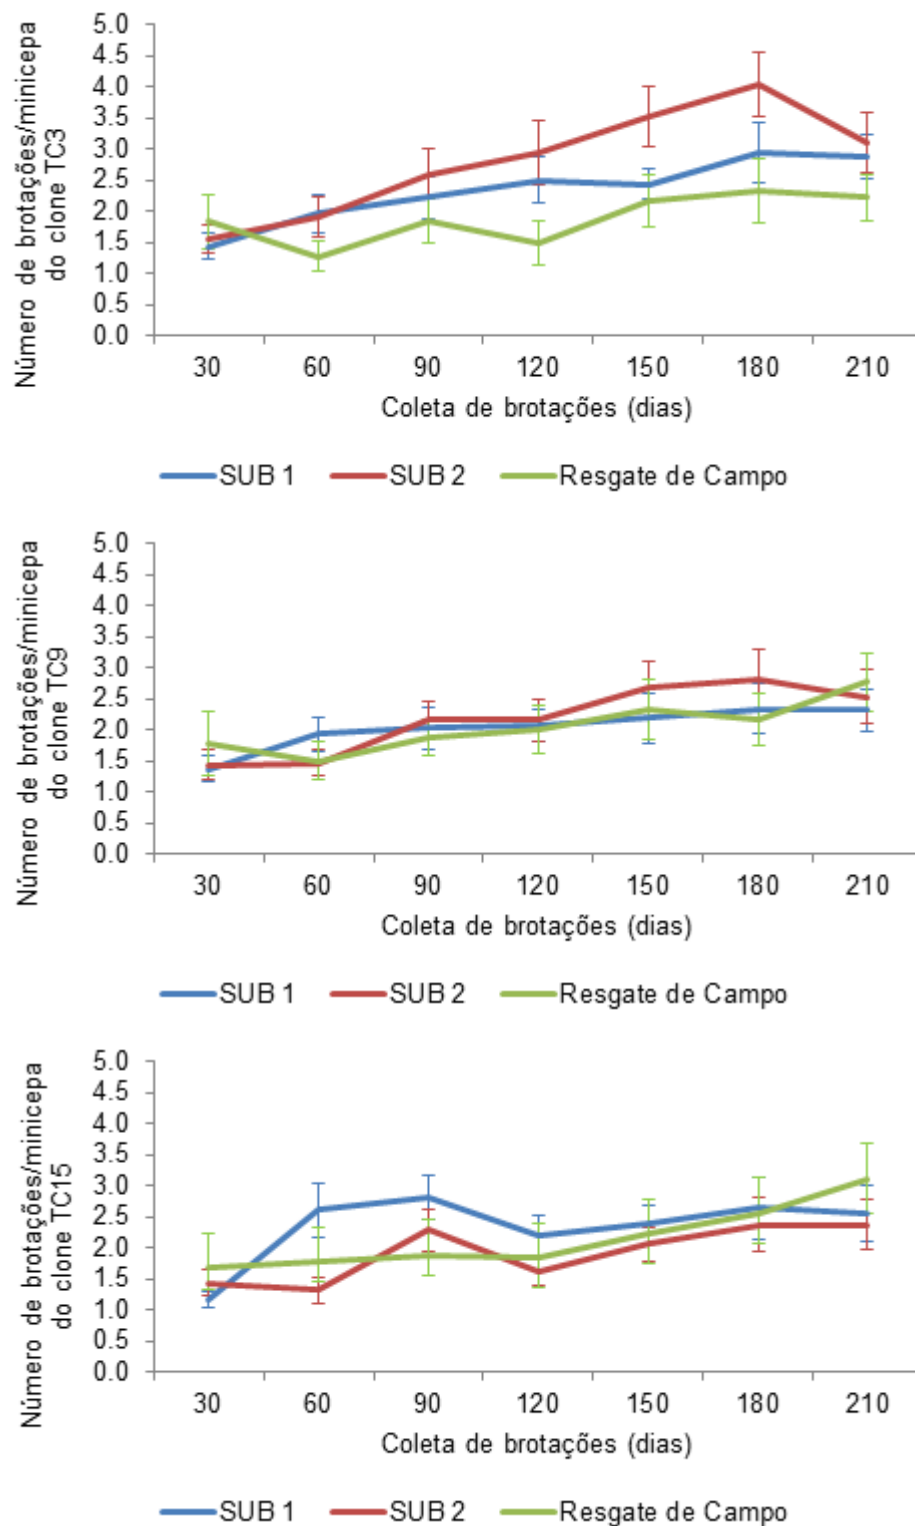 Número de brotações/minicepa
do clone TC3
5.0
4.5
4.0
3.5
3.0
2.5
2.0
1.5
1.0
0.5
0.0
30 60 90 120 150 180 210
Coleta de brotações (dias)
SUB 1 SUB 2 Resgate de Campo
Número de brotações/minicepa
do clone TC9
5.0
4.5
4.0
3.5
3.0
2.5
2.0
1.5
1.0
0.5
0.0
30 60 90 120 150 180 210
Coleta de brotações (dias)
SUB 1 SUB 2 Resgate de Campo
Número de brotações/minicepa
do clone TC15
5.0
4.5
4.0
3.5
3.0
2.5
2.0
1.5
1.0
0.5
0.0
30 60 90 120 150 180 210
Coleta de brotações (dias)
SUB 1 SUB 2 Resgate de Campo